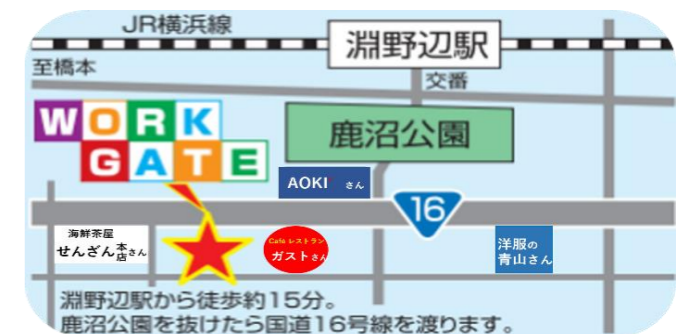 JR横浜線
淵野辺駅
至橋本
交番
WORK
GATE
鹿沼公園
AOKI さん
16
海鮮茶屋
せんざん本店さん
Cafe レストラン
ガストさん
洋服の
青山さん
淵野辺駅から徒歩約15分。
鹿沼公園を抜けたら国道16号線を渡ります。